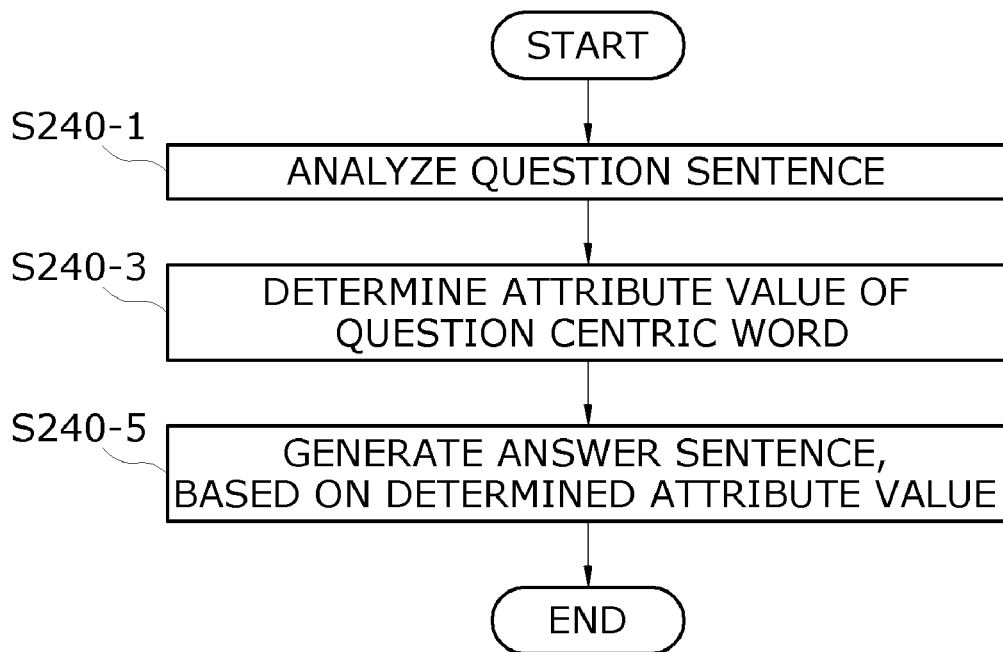 START
S240-1
ANALYZE QUESTION SENTENCE
S240-3
DETERMINE ATTRIBUTE VALUE OF
QUESTION CENTRIC WORD
S240-5
GENERATE ANSWER SENTENCE,
BASED ON DETERMINED ATTRIBUTE VALUE
END